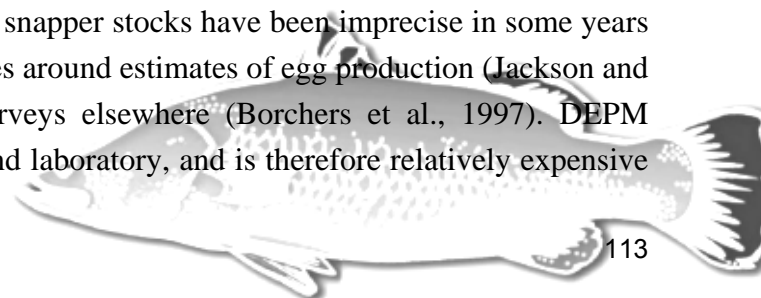 snapper stocks have been imprecise in some years
es around estimates of egg production (Jackson and
rveys elsewhere (Borchers et al., 1997). DEPM
nd laboratory, and is therefore relatively expensive
113